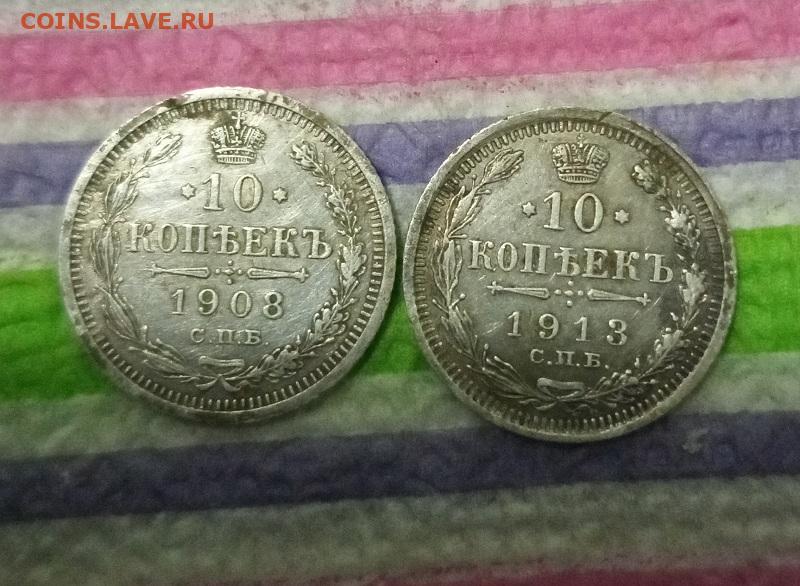 COINS.LAVE.RU
10
КОПѢЕКЪ
1908
С.П.Б.
10
КОПѢЕКЪ
1913
С.П.Б.